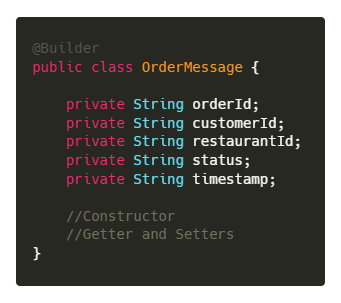 @Builder
public class OrderMessage {
private String orderId;
private String customerId;
private String restaurantId;
private String status;
private String timestamp;
//Constructor
//Getter and Setters
}